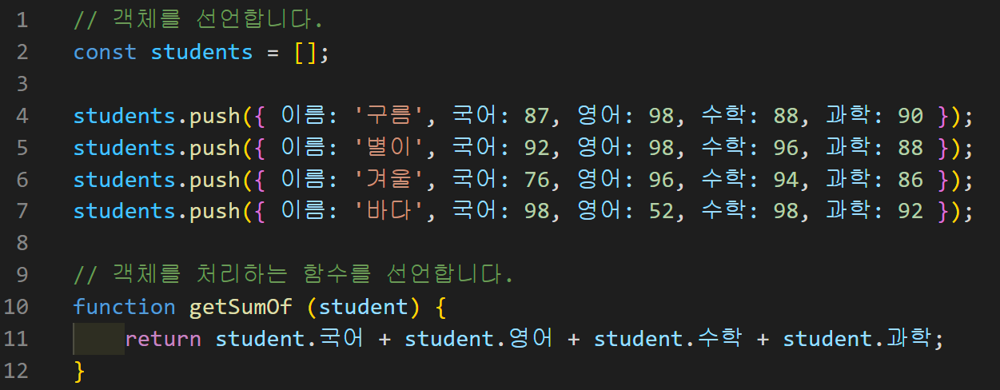 1 // 객체를 선언합니다.
2 const students = [];
3
4 students.push({ 이름: '구름', 국어: 87, 영어: 98, 수학: 88, 과학: 90 });
5 students.push({ 이름: '별이', 국어: 92, 영어: 98, 수학: 96, 과학: 88 });
6 students.push({ 이름: '겨울', 국어: 76, 영어: 96, 수학: 94, 과학: 86 });
7 students.push({ 이름: '바다', 국어: 98, 영어: 52, 수학: 98, 과학: 92 });
8
9 // 객체를 처리하는 함수를 선언합니다.
10 function getSumOf (student) {
11     return student.국어 + student.영어 + student.수학 + student.과학;
12 }